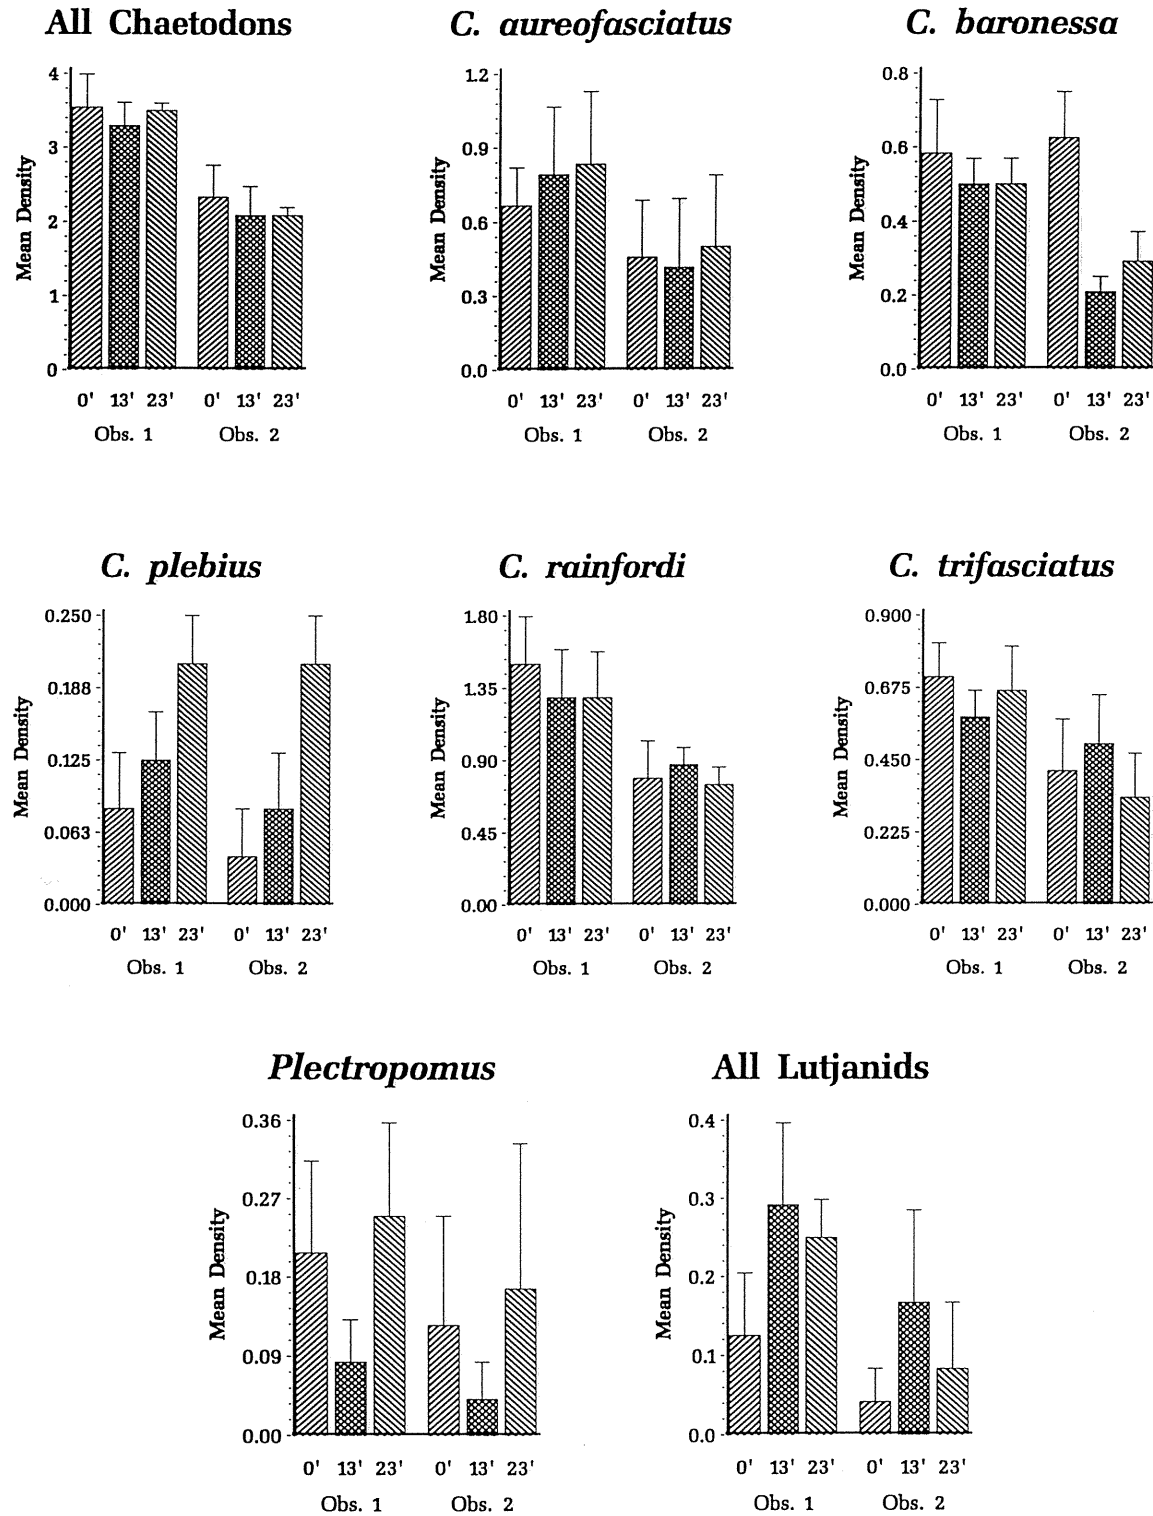 All Chaetodons
C. aureofasciatus
C. baronessa
Mean Density
4
3
2
1
0
0' 13' 23' 0' 13' 23'
Obs. 1 Obs. 2
Mean Density
1.2
0.9
0.6
0.3
0.0
0' 13' 23' 0' 13' 23'
Obs. 1 Obs. 2
Mean Density
0.8
0.6
0.4
0.2
0.0
0' 13' 23' 0' 13' 23'
Obs. 1 Obs. 2
C. plebius
C. rainfordi
C. trifasciatus
Mean Density
0.250
0.188
0.125
0.063
0.000
0' 13' 23' 0' 13' 23'
Obs. 1 Obs. 2
Mean Density
1.80
1.35
0.90
0.45
0.00
0' 13' 23' 0' 13' 23'
Obs. 1 Obs. 2
Mean Density
0.900
0.675
0.450
0.225
0.000
0' 13' 23' 0' 13' 23'
Obs. 1 Obs. 2
Plectropomus
All Lutjanids
Mean Density
0.36
0.27
0.18
0.09
0.00
0' 13' 23' 0' 13' 23'
Obs. 1 Obs. 2
Mean Density
0.4
0.3
0.2
0.1
0.0
0' 13' 23' 0' 13' 23'
Obs. 1 Obs. 2